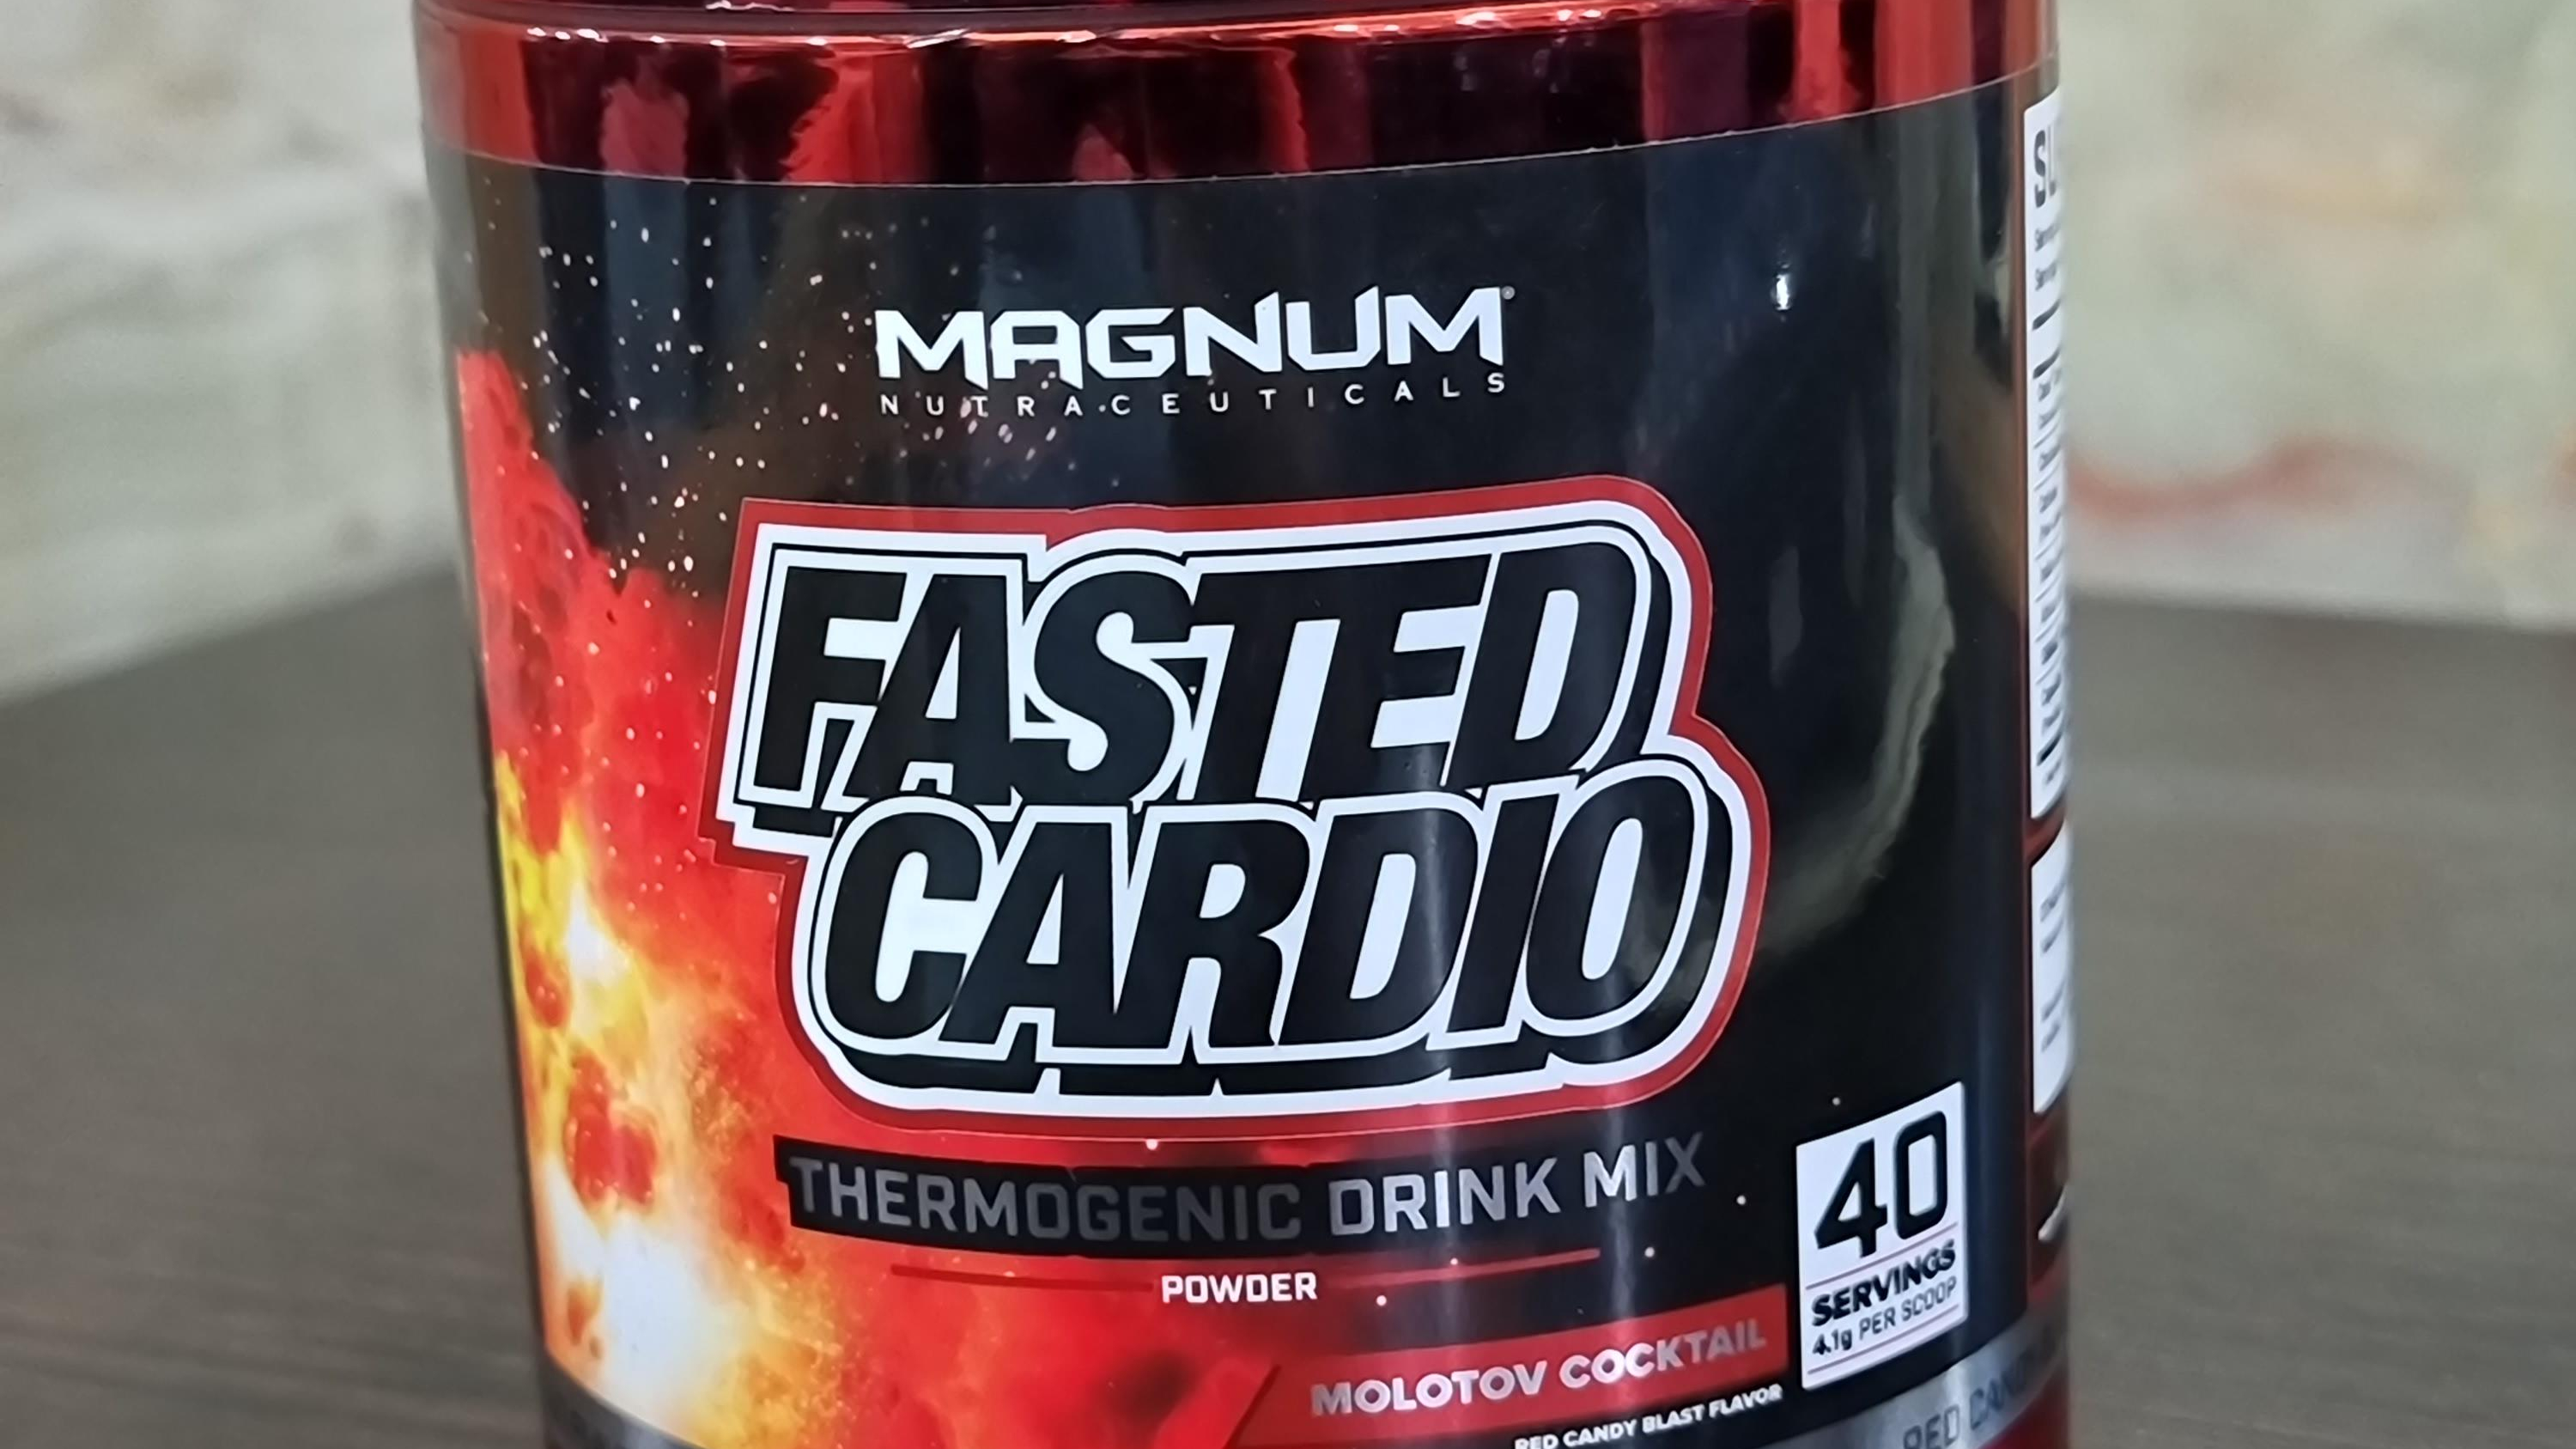 MAGNUM®
NUTRACEUTICALS
FASTED
CARDIO
THERMOGENIC DRINK MIX
POWDER
40
SERVINGS
4.1g PER SCOOP
MOLOTOV COCKTAIL
RED CANDY BLAST FLAVOR
RED